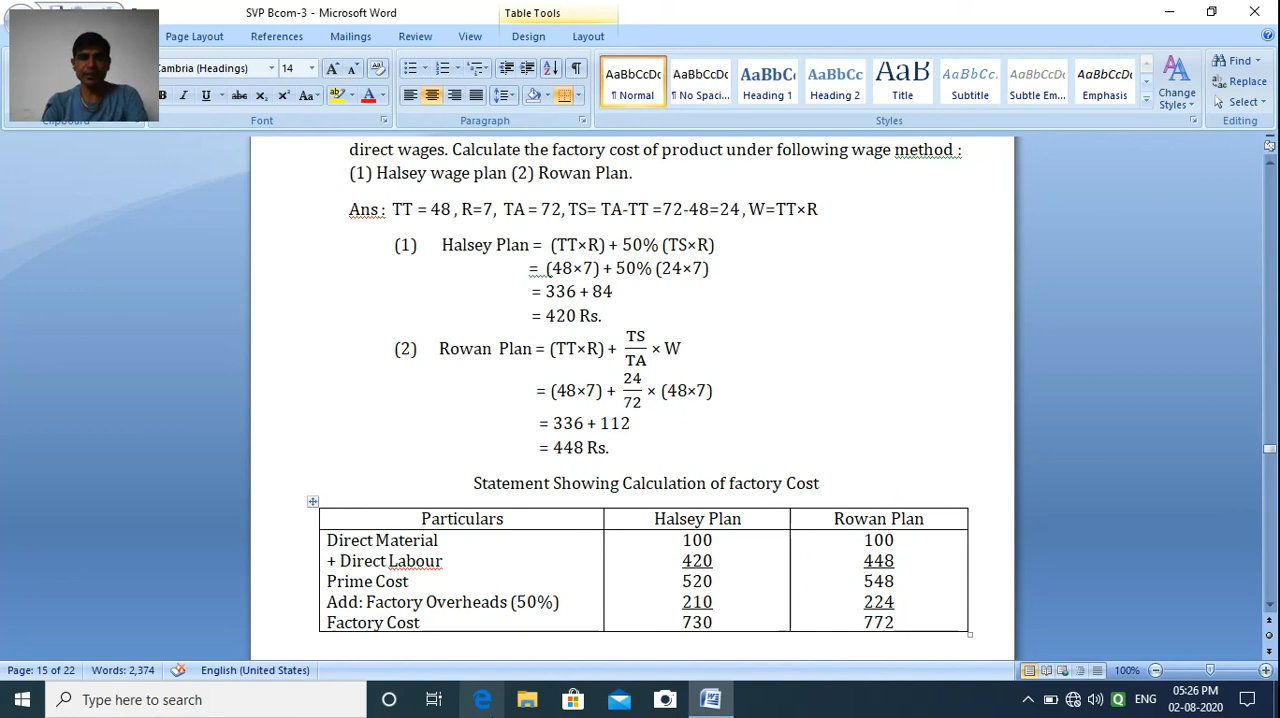 SVP Bcom-3 - Microsoft Word
Table Tools
Page Layout References Mailings Review View Design Layout
Cambria (Headings) 14
AaBbCcDc AaBbCcDc AaBbC AaBbCc AaB AaBbCc. AaBbCcDc AaBbCcDc
¶ Normal ¶ No Spaci... Heading 1 Heading 2 Title Subtitle Subtle Em... Emphasis
Change Styles
Find
Replace
Select
Clipboard Font Paragraph Styles Editing
direct wages. Calculate the factory cost of product under following wage method :
(1) Halsey wage plan (2) Rowan Plan.
Ans : TT = 48 , R=7, TA = 72, TS= TA-TT =72-48=24 , W=TT×R
(1) Halsey Plan = (TT×R) + 50% (TS×R)
= (48×7) + 50% (24×7)
= 336 + 84
= 420 Rs.
(2) Rowan Plan = (TT×R) + TS/TA × W
= (48×7) + 24/72 × (48×7)
= 336 + 112
= 448 Rs.
Statement Showing Calculation of factory Cost
Particulars Halsey Plan Rowan Plan
Direct Material 100 100
+ Direct Labour 420 448
Prime Cost 520 548
Add: Factory Overheads (50%) 210 224
Factory Cost 730 772
Page: 15 of 22 Words: 2,374 English (United States) 100%
Type here to search ENG 05:26 PM
02-08-2020